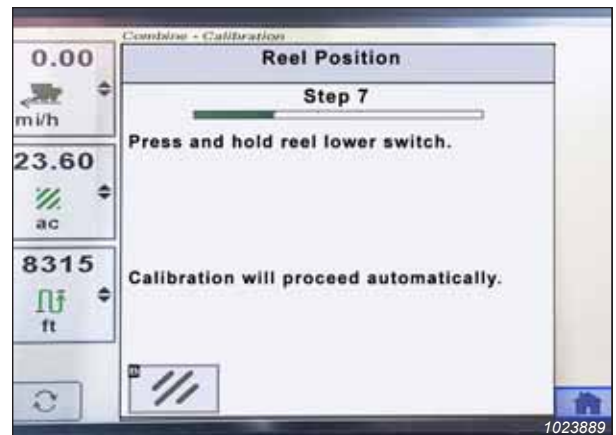 Combine - Calibration
Reel Position
0.00
mi/h
Step 7
Press and hold reel lower switch.
23.60
ac
8315
ft
Calibration will proceed automatically.
1023889